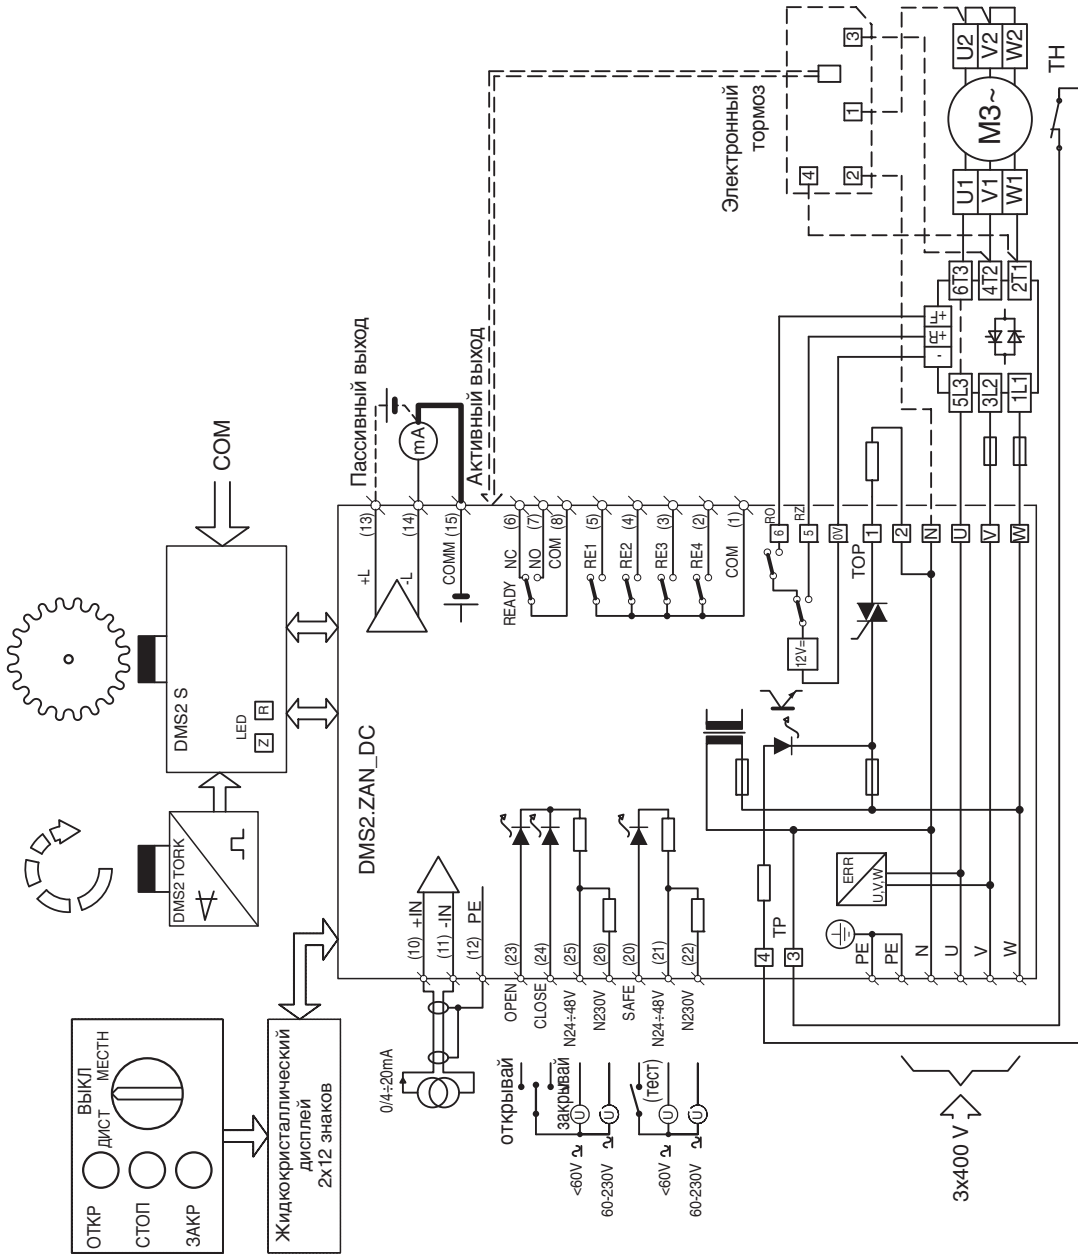 ОТКР
СТОП
ЗАКР
ДИСТ
ВЫКЛ
МЕСТН
Жидкокристаллический
дисплей
2x12 знаков
DMS2 TORK
DMS2 S
LED
Z
R
COM
DMS2.ZAN_DC
0/4÷20mA
(10) +IN
(11) -IN
(12) PE
OPEN (23)
CLOSE (24)
N24÷48V (25)
N230V (26)
SAFE (20)
N24÷48V (21)
N230V (22)
открывай
закрывай
(тест)
U
U
U
U
<60V
60-230V
<60V
60-230V
+L (13)
-L (14)
COMM (15)
mA
Пассивный выход
Активный выход
READY
NC (6)
NO (7)
COM (8)
RE1 (5)
RE2 (4)
RE3 (3)
RE4 (2)
COM (1)
12V=
RO
6
RZ
5
0V
TOP
1
2
N
U
V
W
4
TP
3
ERR
U,V,W
PE
PE
N
U
V
W
3x400 V
Электронный
тормоз
3
1
4
2
+F
+R
-
5L3
3L2
1L1
6T3
4T2
2T1
U1
V1
W1
M3~
U2
V2
W2
TH